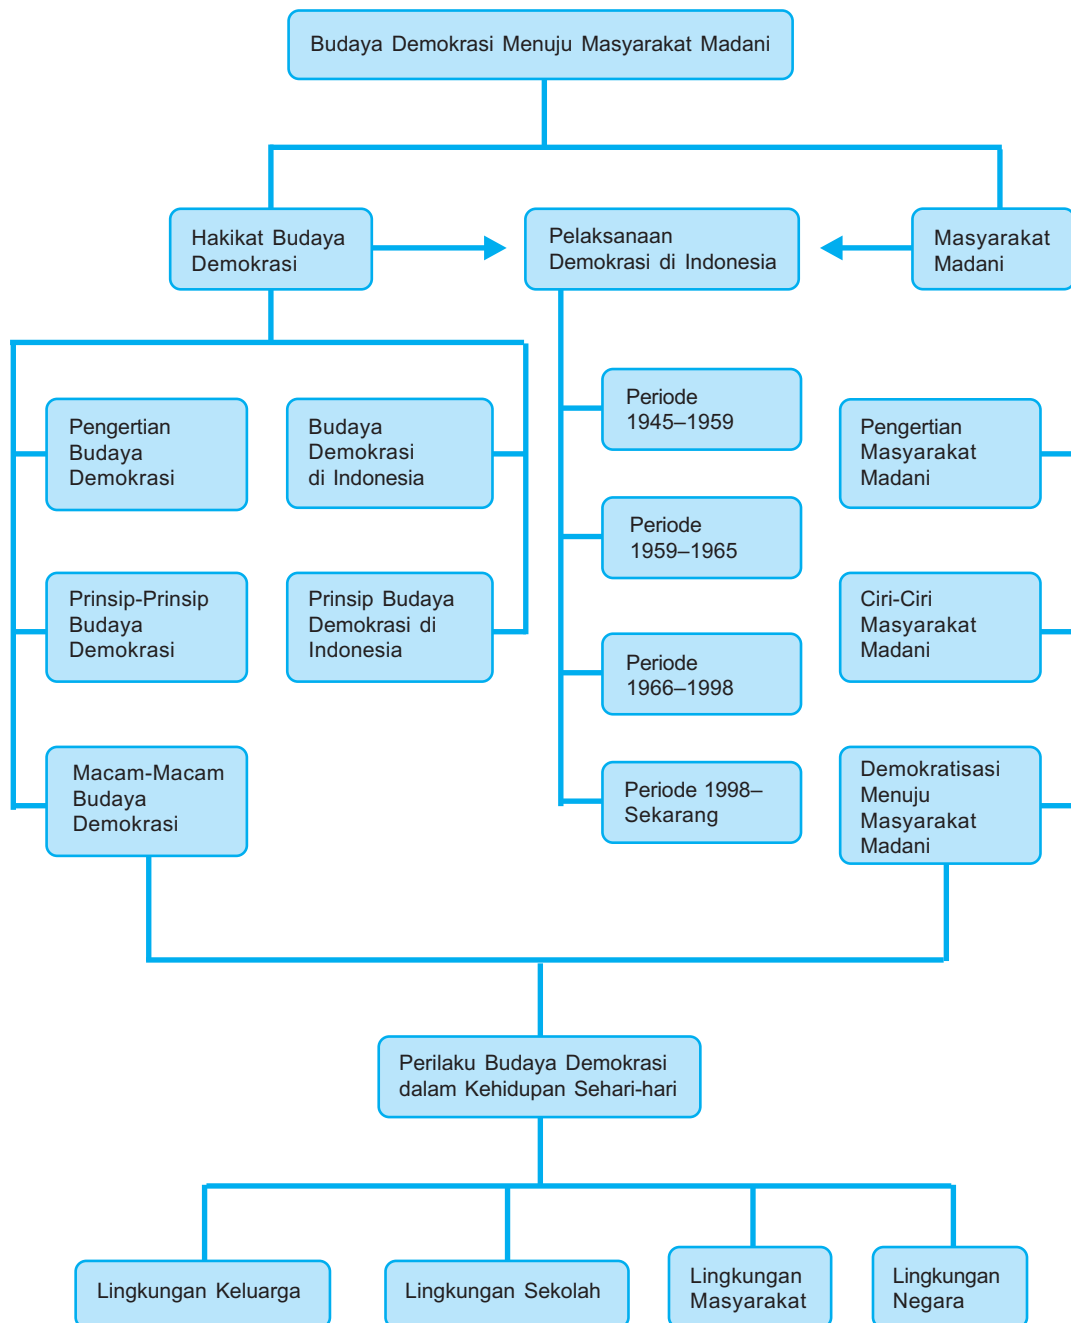 Budaya Demokrasi Menuju Masyarakat Madani
Hakikat Budaya
Demokrasi
Pelaksanaan
Demokrasi di Indonesia
Masyarakat
Madani
Pengertian
Budaya
Demokrasi
Prinsip-Prinsip
Budaya
Demokrasi
Macam-Macam
Budaya
Demokrasi
Budaya
Demokrasi
di Indonesia
Prinsip Budaya
Demokrasi di
Indonesia
Periode
1945–1959
Periode
1959–1965
Periode
1966–1998
Periode 1998–
Sekarang
Pengertian
Masyarakat
Madani
Ciri-Ciri
Masyarakat
Madani
Demokratisasi
Menuju
Masyarakat
Madani
Perilaku Budaya Demokrasi
dalam Kehidupan Sehari-hari
Lingkungan Keluarga
Lingkungan Sekolah
Lingkungan
Masyarakat
Lingkungan
Negara